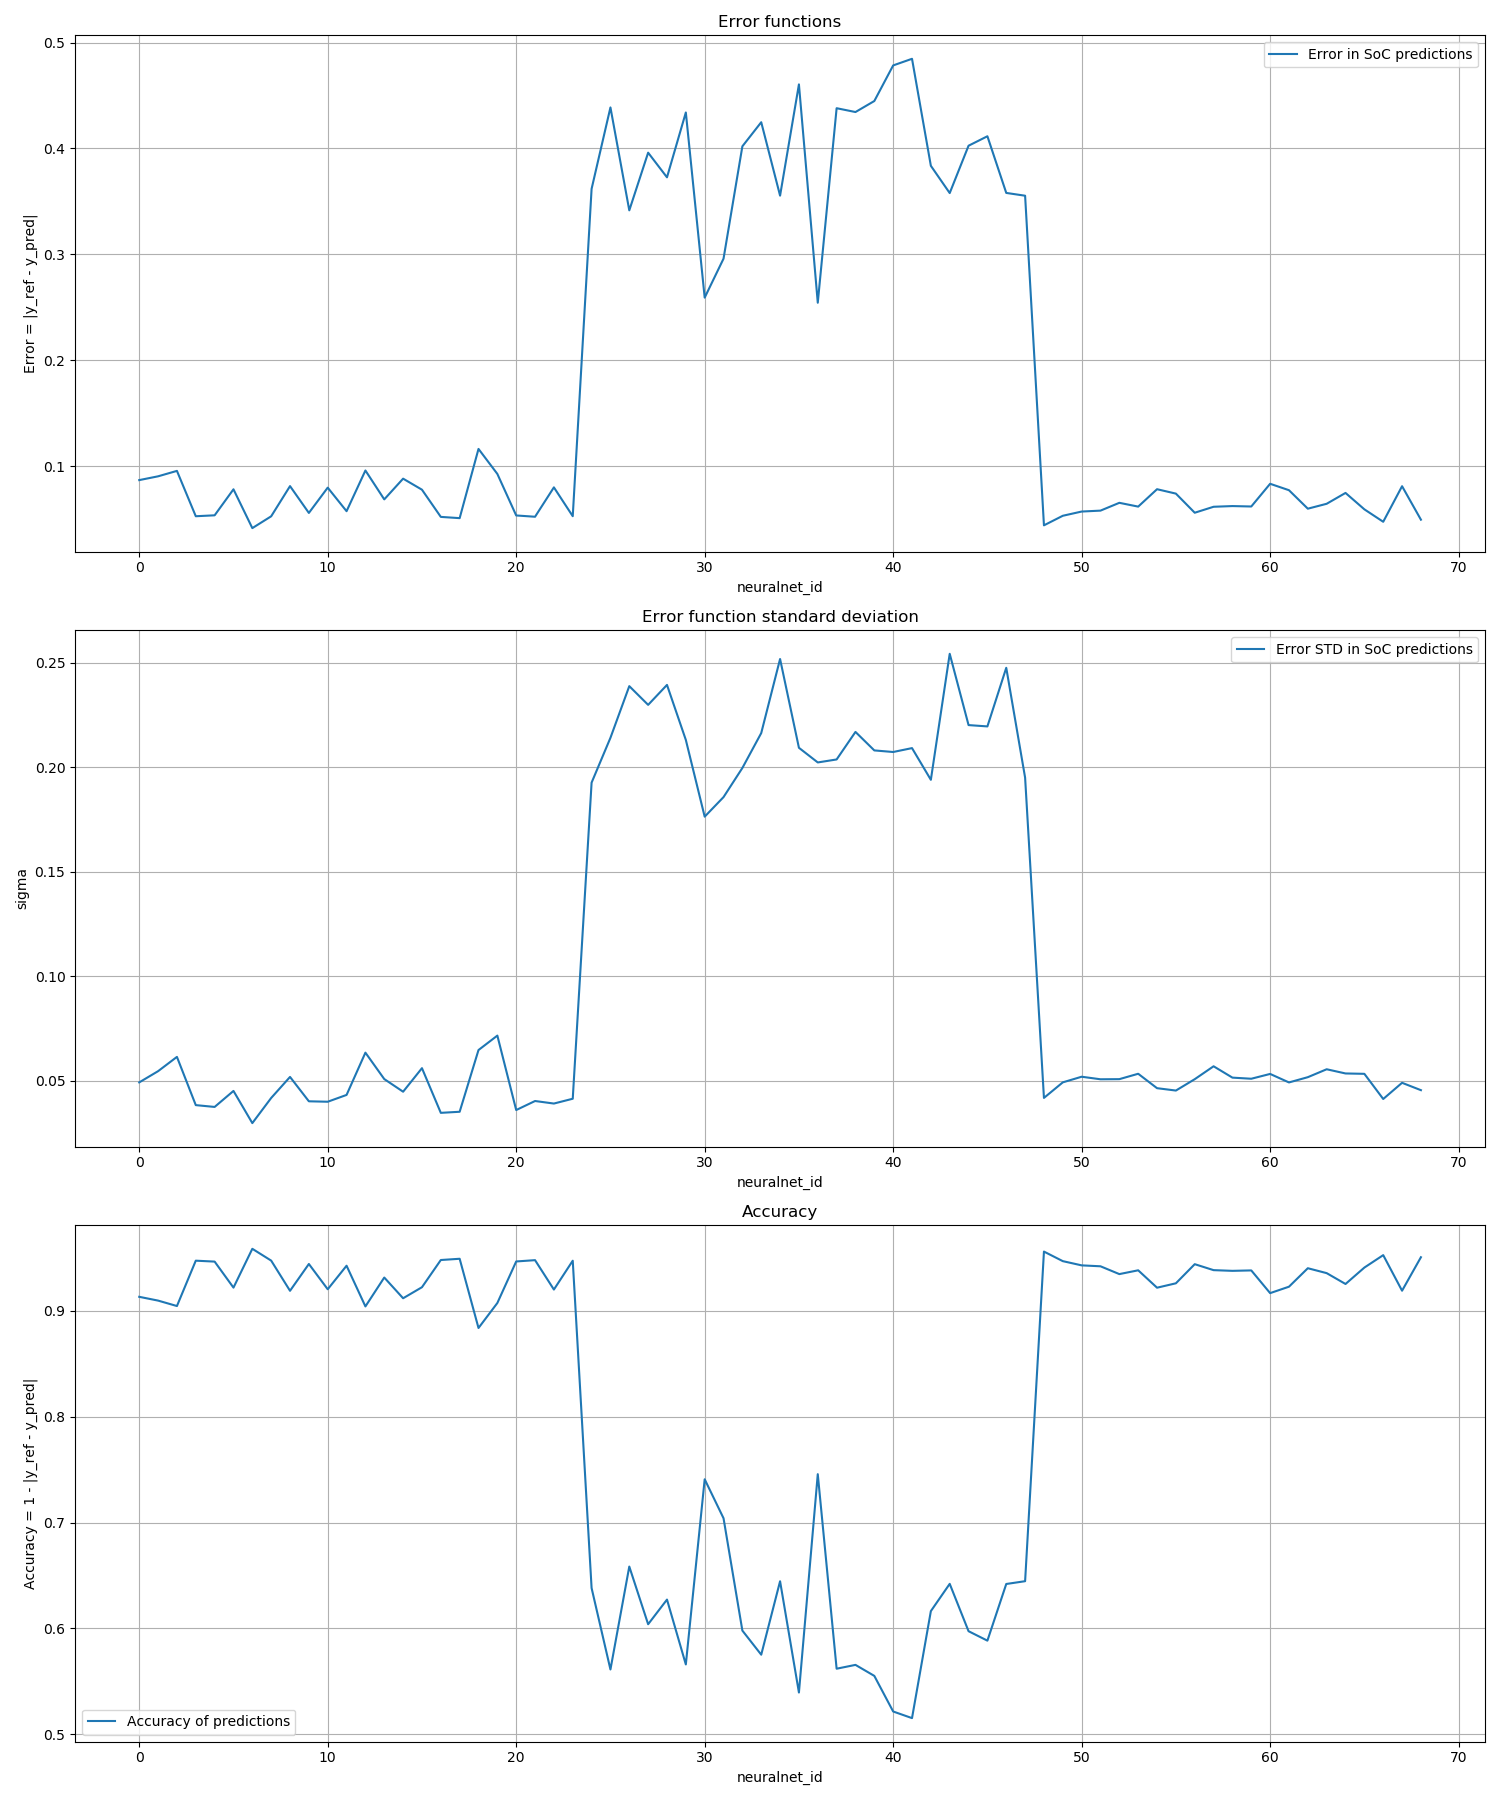 Error functions
Error in SoC predictions
0.5
0.4
0.3
0.2
0.1
Error = |y_ref - y_pred|
0 10 20 30 40 50 60 70
neuralnet_id
Error function standard deviation
Error STD in SoC predictions
0.25
0.20
0.15
0.10
0.05
sigma
0 10 20 30 40 50 60 70
neuralnet_id
Accuracy
0.9
0.8
0.7
0.6
0.5
Accuracy = 1 - |y_ref - y_pred|
Accuracy of predictions
0 10 20 30 40 50 60 70
neuralnet_id